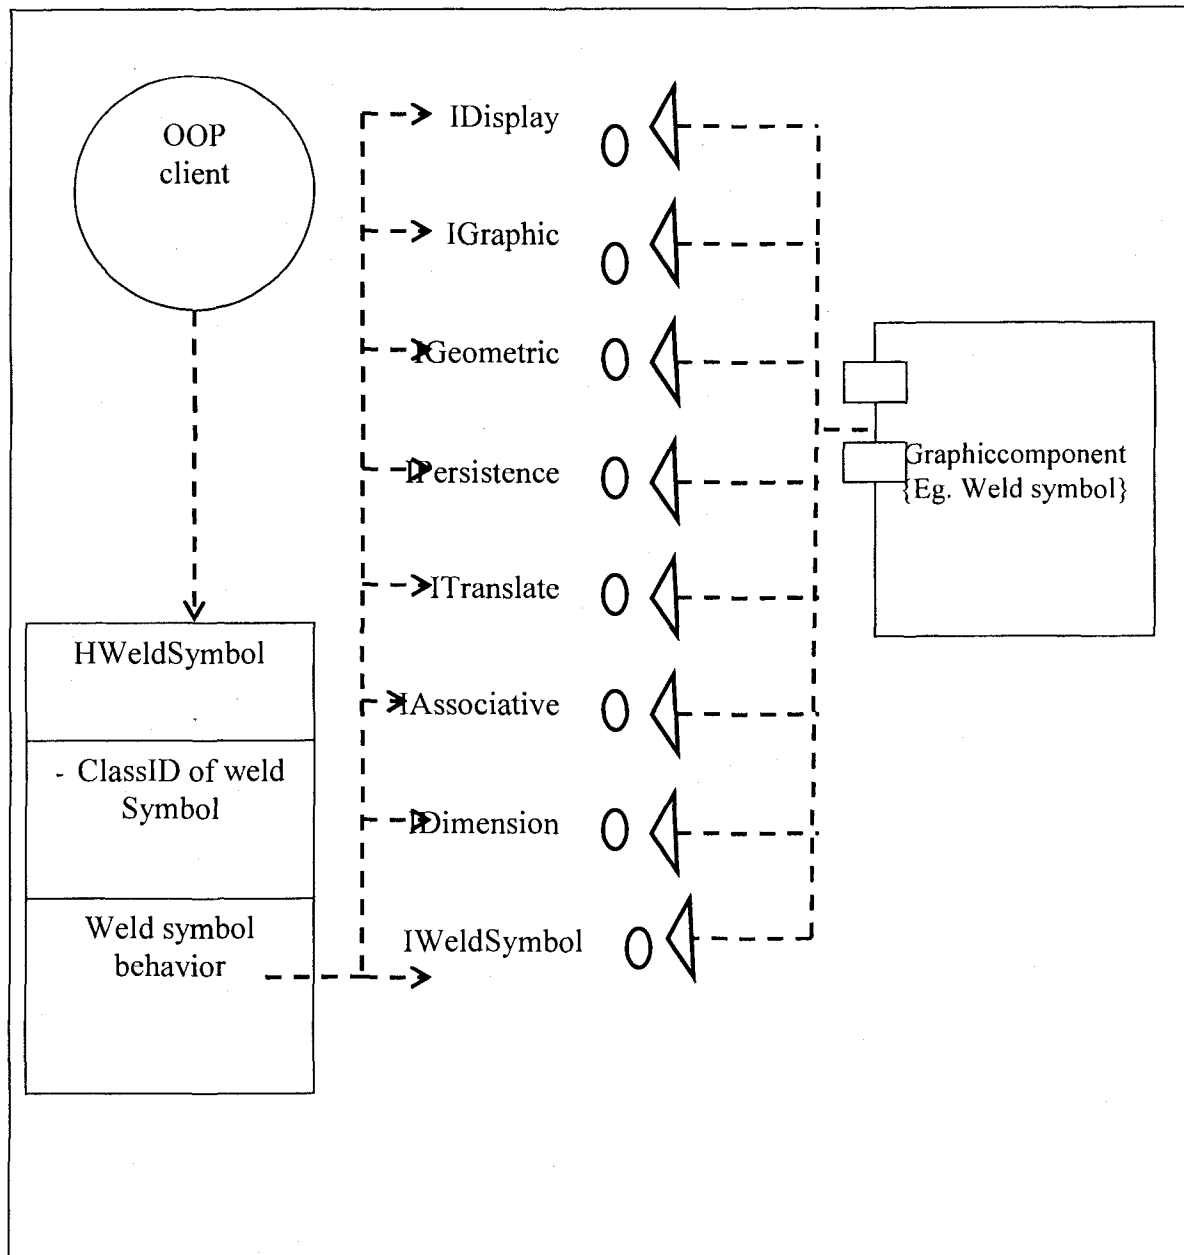 OOP
client
HWeldSymbol
- ClassID of weld
Symbol
Weld symbol
behavior
IDisplay
IGraphic
IGeometric
IPersistence
ITranslate
IAssociative
IDimension
IWeldSymbol
Graphiccomponent
{Eg. Weld symbol}